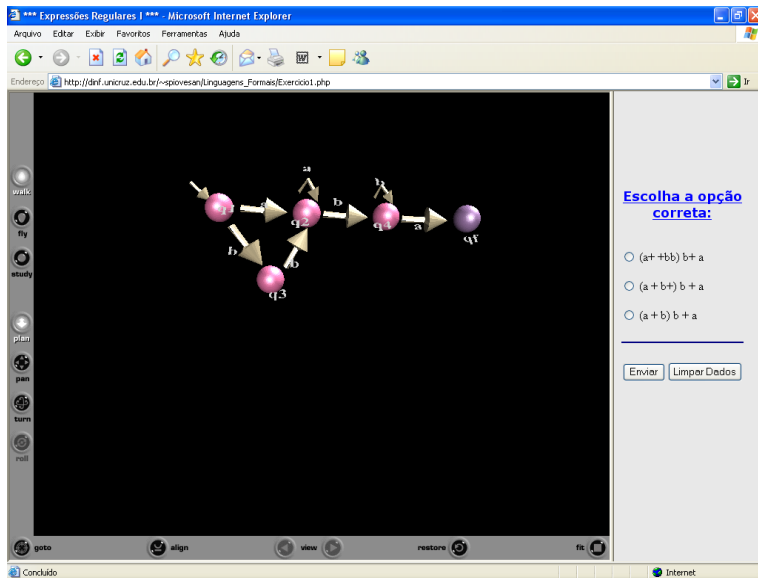 *** Expressões Regulares I *** - Microsoft Internet Explorer
Arquivo Editar Exibir Favoritos Ferramentas Ajuda
Endereço http://dinf.unicruz.edu.br/~spiovesan/Linguagens_Formais/Exercicio1.php Ir
walk
fly
study
plan
pan
turn
roll
a
b
q1
a
q2
b
q4
a
qf
b
b
q3
Escolha a opção
correta:
(a+ +bb) b+ a
(a + b+) b + a
(a + b) b + a
Enviar Limpar Dados
goto align view restore fit
Concluído Internet